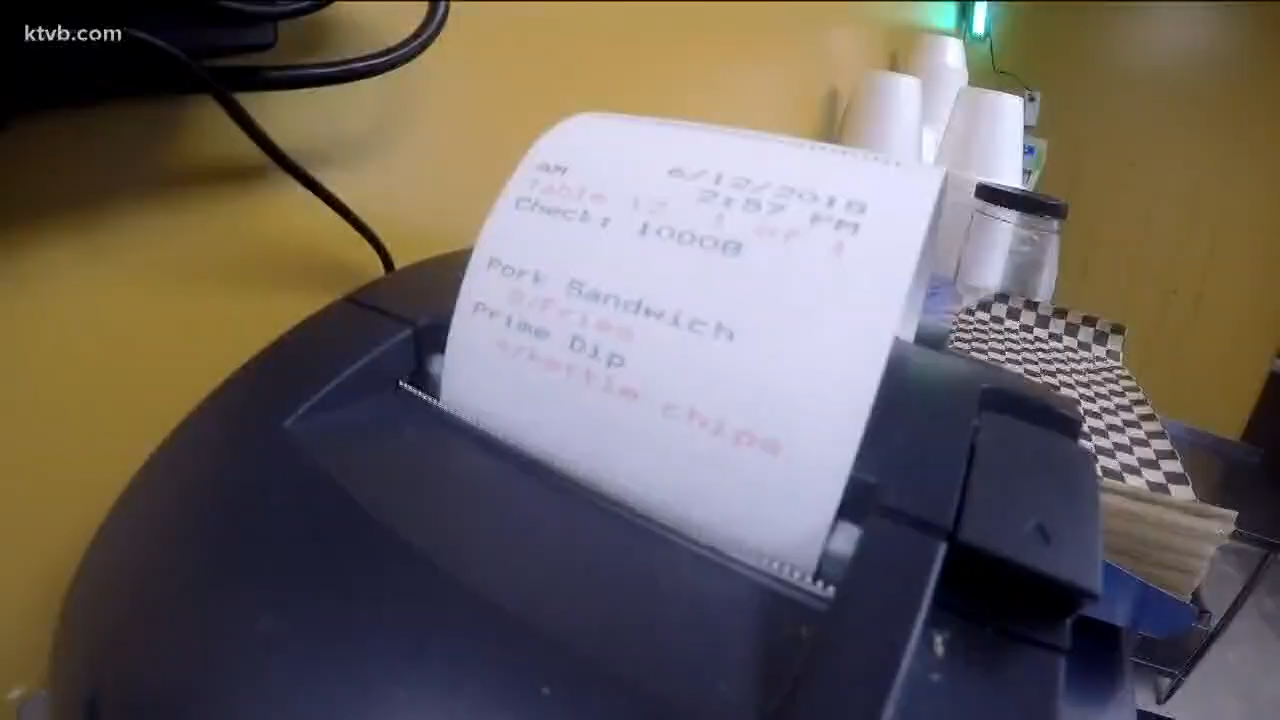 ktvb.com
AM 6/12/2018
2:57 PM
Table 12 1 of 1
Check: 10008
Pork Sandwich
Prime Dip
chips